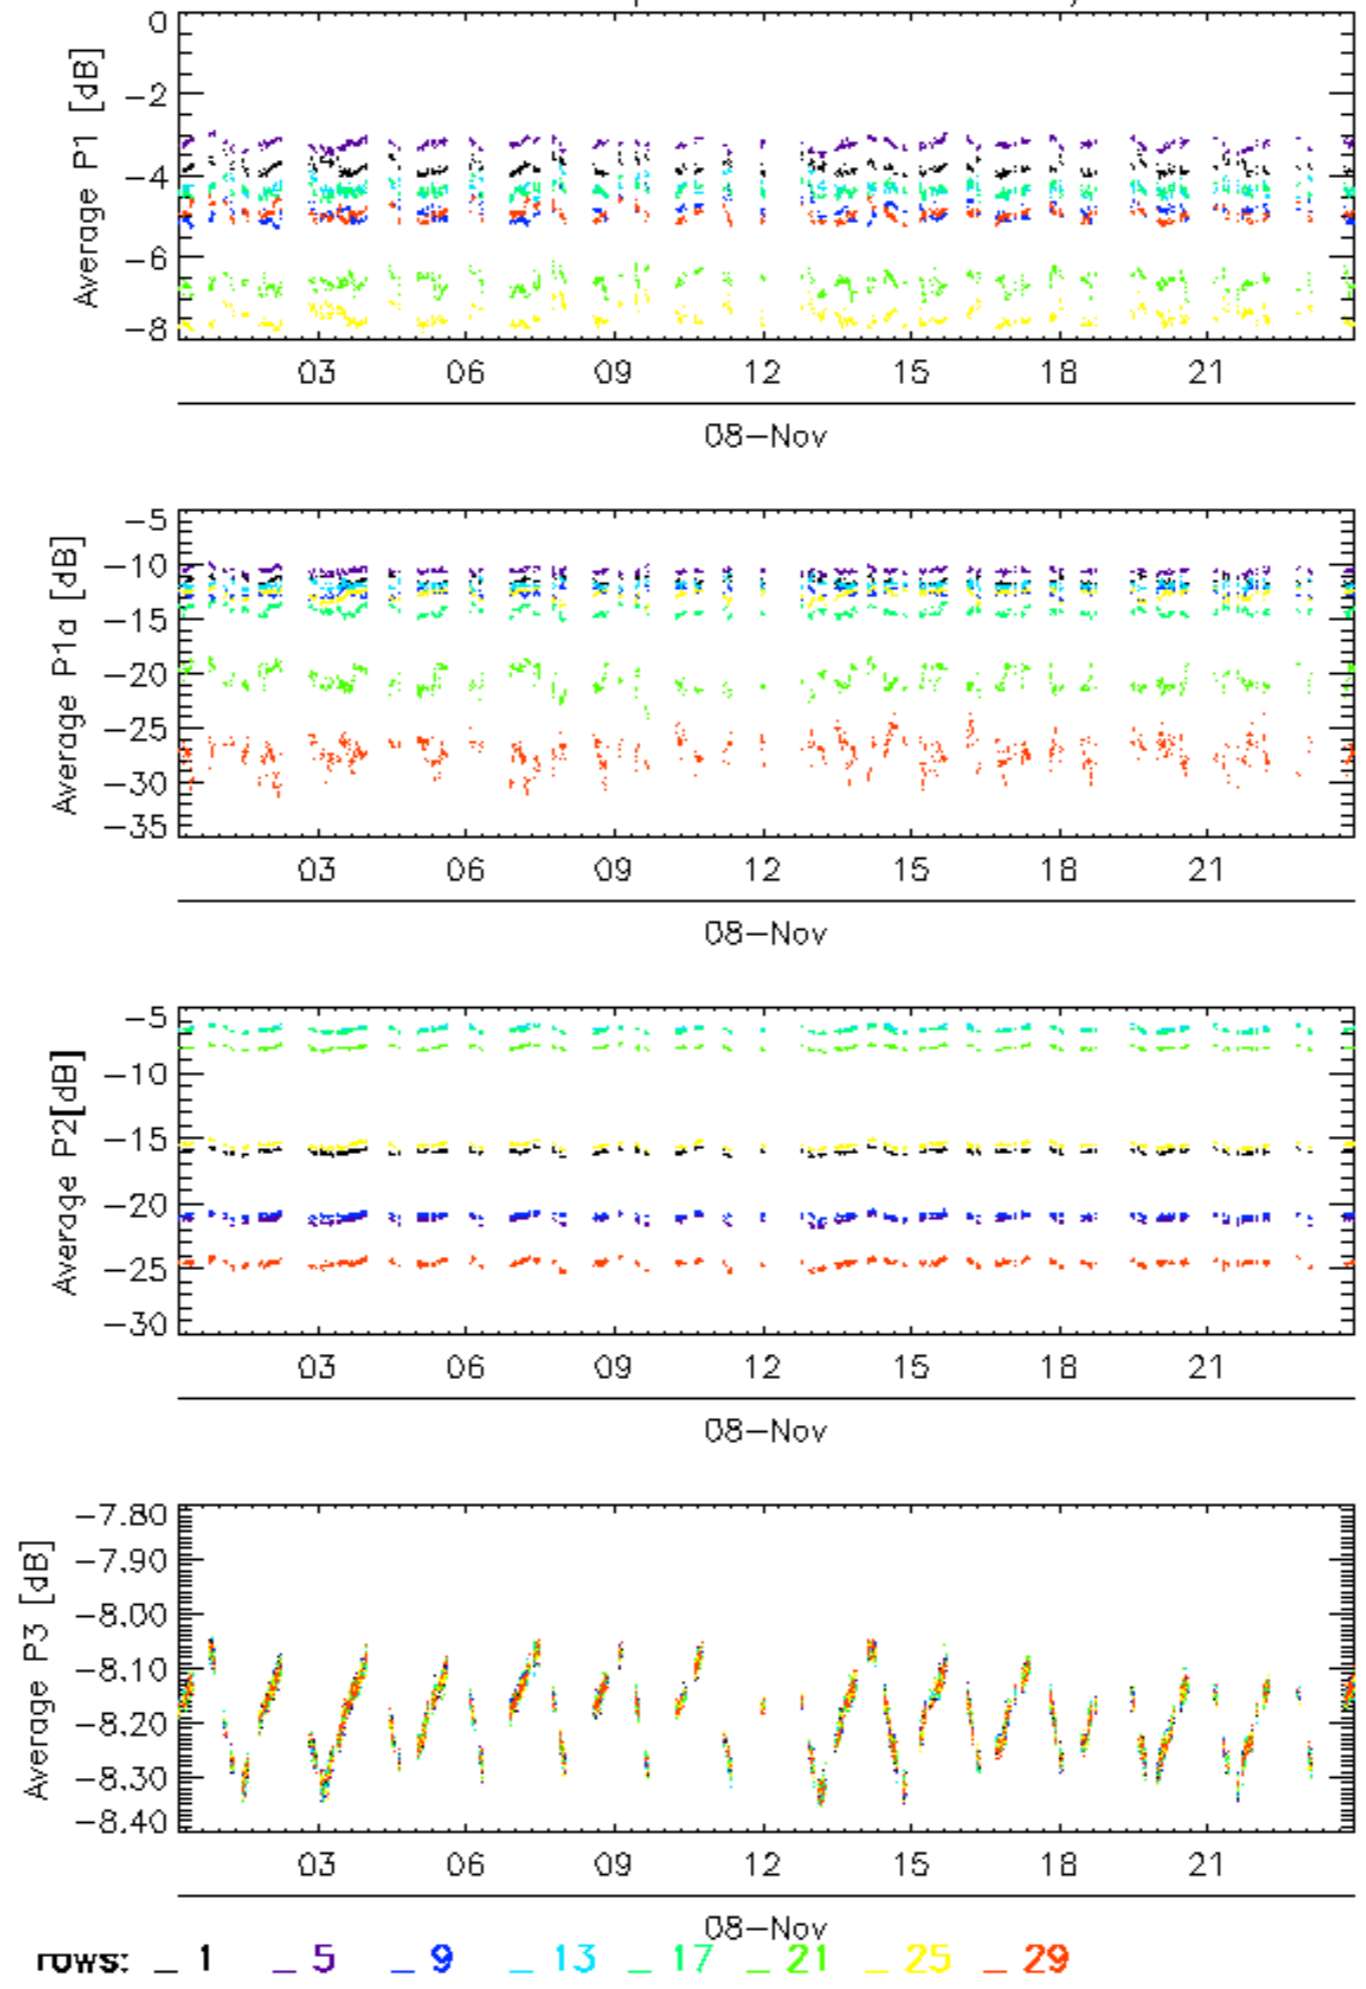 0
-2
-4
-6
-8
Average P1 [dB]
03 06 09 12 15 18 21
08-Nov
-5
-10
-15
-20
-25
-30
-35
Average P1a [dB]
03 06 09 12 15 18 21
08-Nov
-5
-10
-15
-20
-25
-30
Average P2[dB]
03 06 09 12 15 18 21
08-Nov
-7.80
-7.90
-8.00
-8.10
-8.20
-8.30
-8.40
Average P3 [dB]
03 06 09 12 15 18 21
08-Nov
rows: _ 1 _ 5 _ 9 _ 13 _ 17 _ 21 _ 25 _ 29